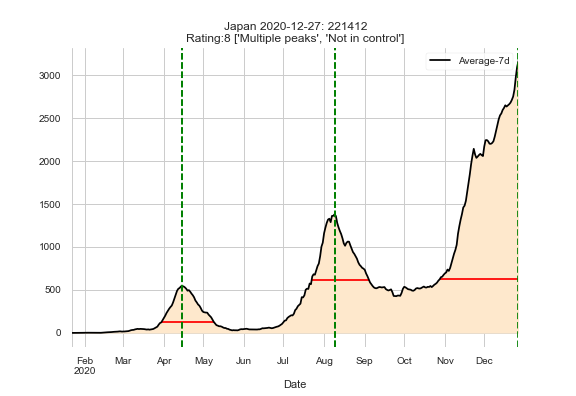 Japan 2020-12-27: 221412
Rating:8 ['Multiple peaks', 'Not in control']
Average-7d
3000
2500
2000
1500
1000
500
0
Feb Mar Apr May Jun Jul Aug Sep Oct Nov Dec
2020
Date